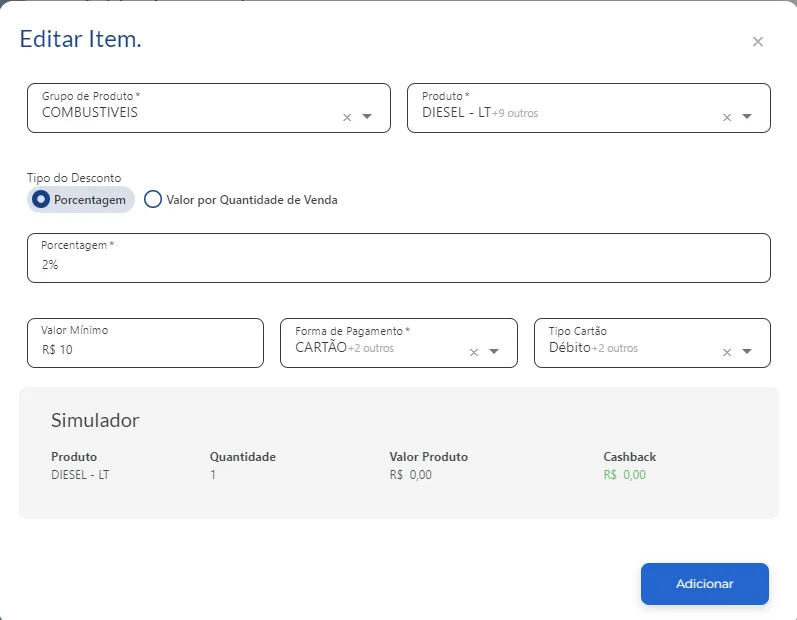 Editar Item.
×
Grupo de Produto *
COMBUSTIVEIS
Produto *
DIESEL - LT+9 outros
Tipo do Desconto
Porcentagem
Valor por Quantidade de Venda
Porcentagem *
2%
Valor Mínimo
R$ 10
Forma de Pagamento *
CARTÃO+2 outros
Tipo Cartão
Débito+2 outros
Simulador
Produto Quantidade Valor Produto Cashback
DIESEL - LT 1 R$ 0,00 R$ 0,00
Adicionar